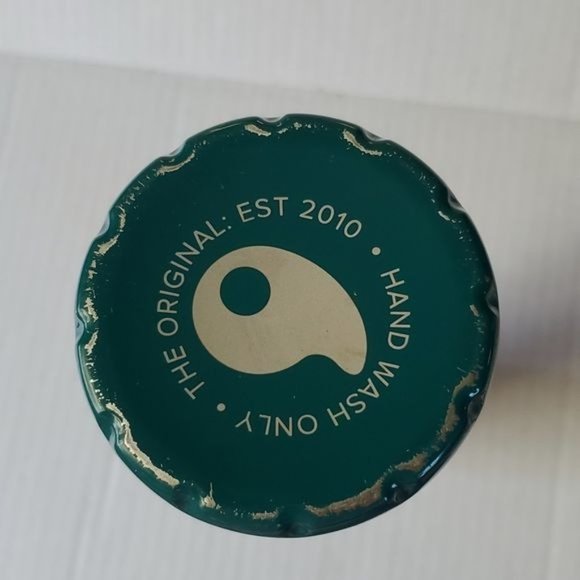 THE ORIGINAL: EST 2010 • HAND WASH ONLY •